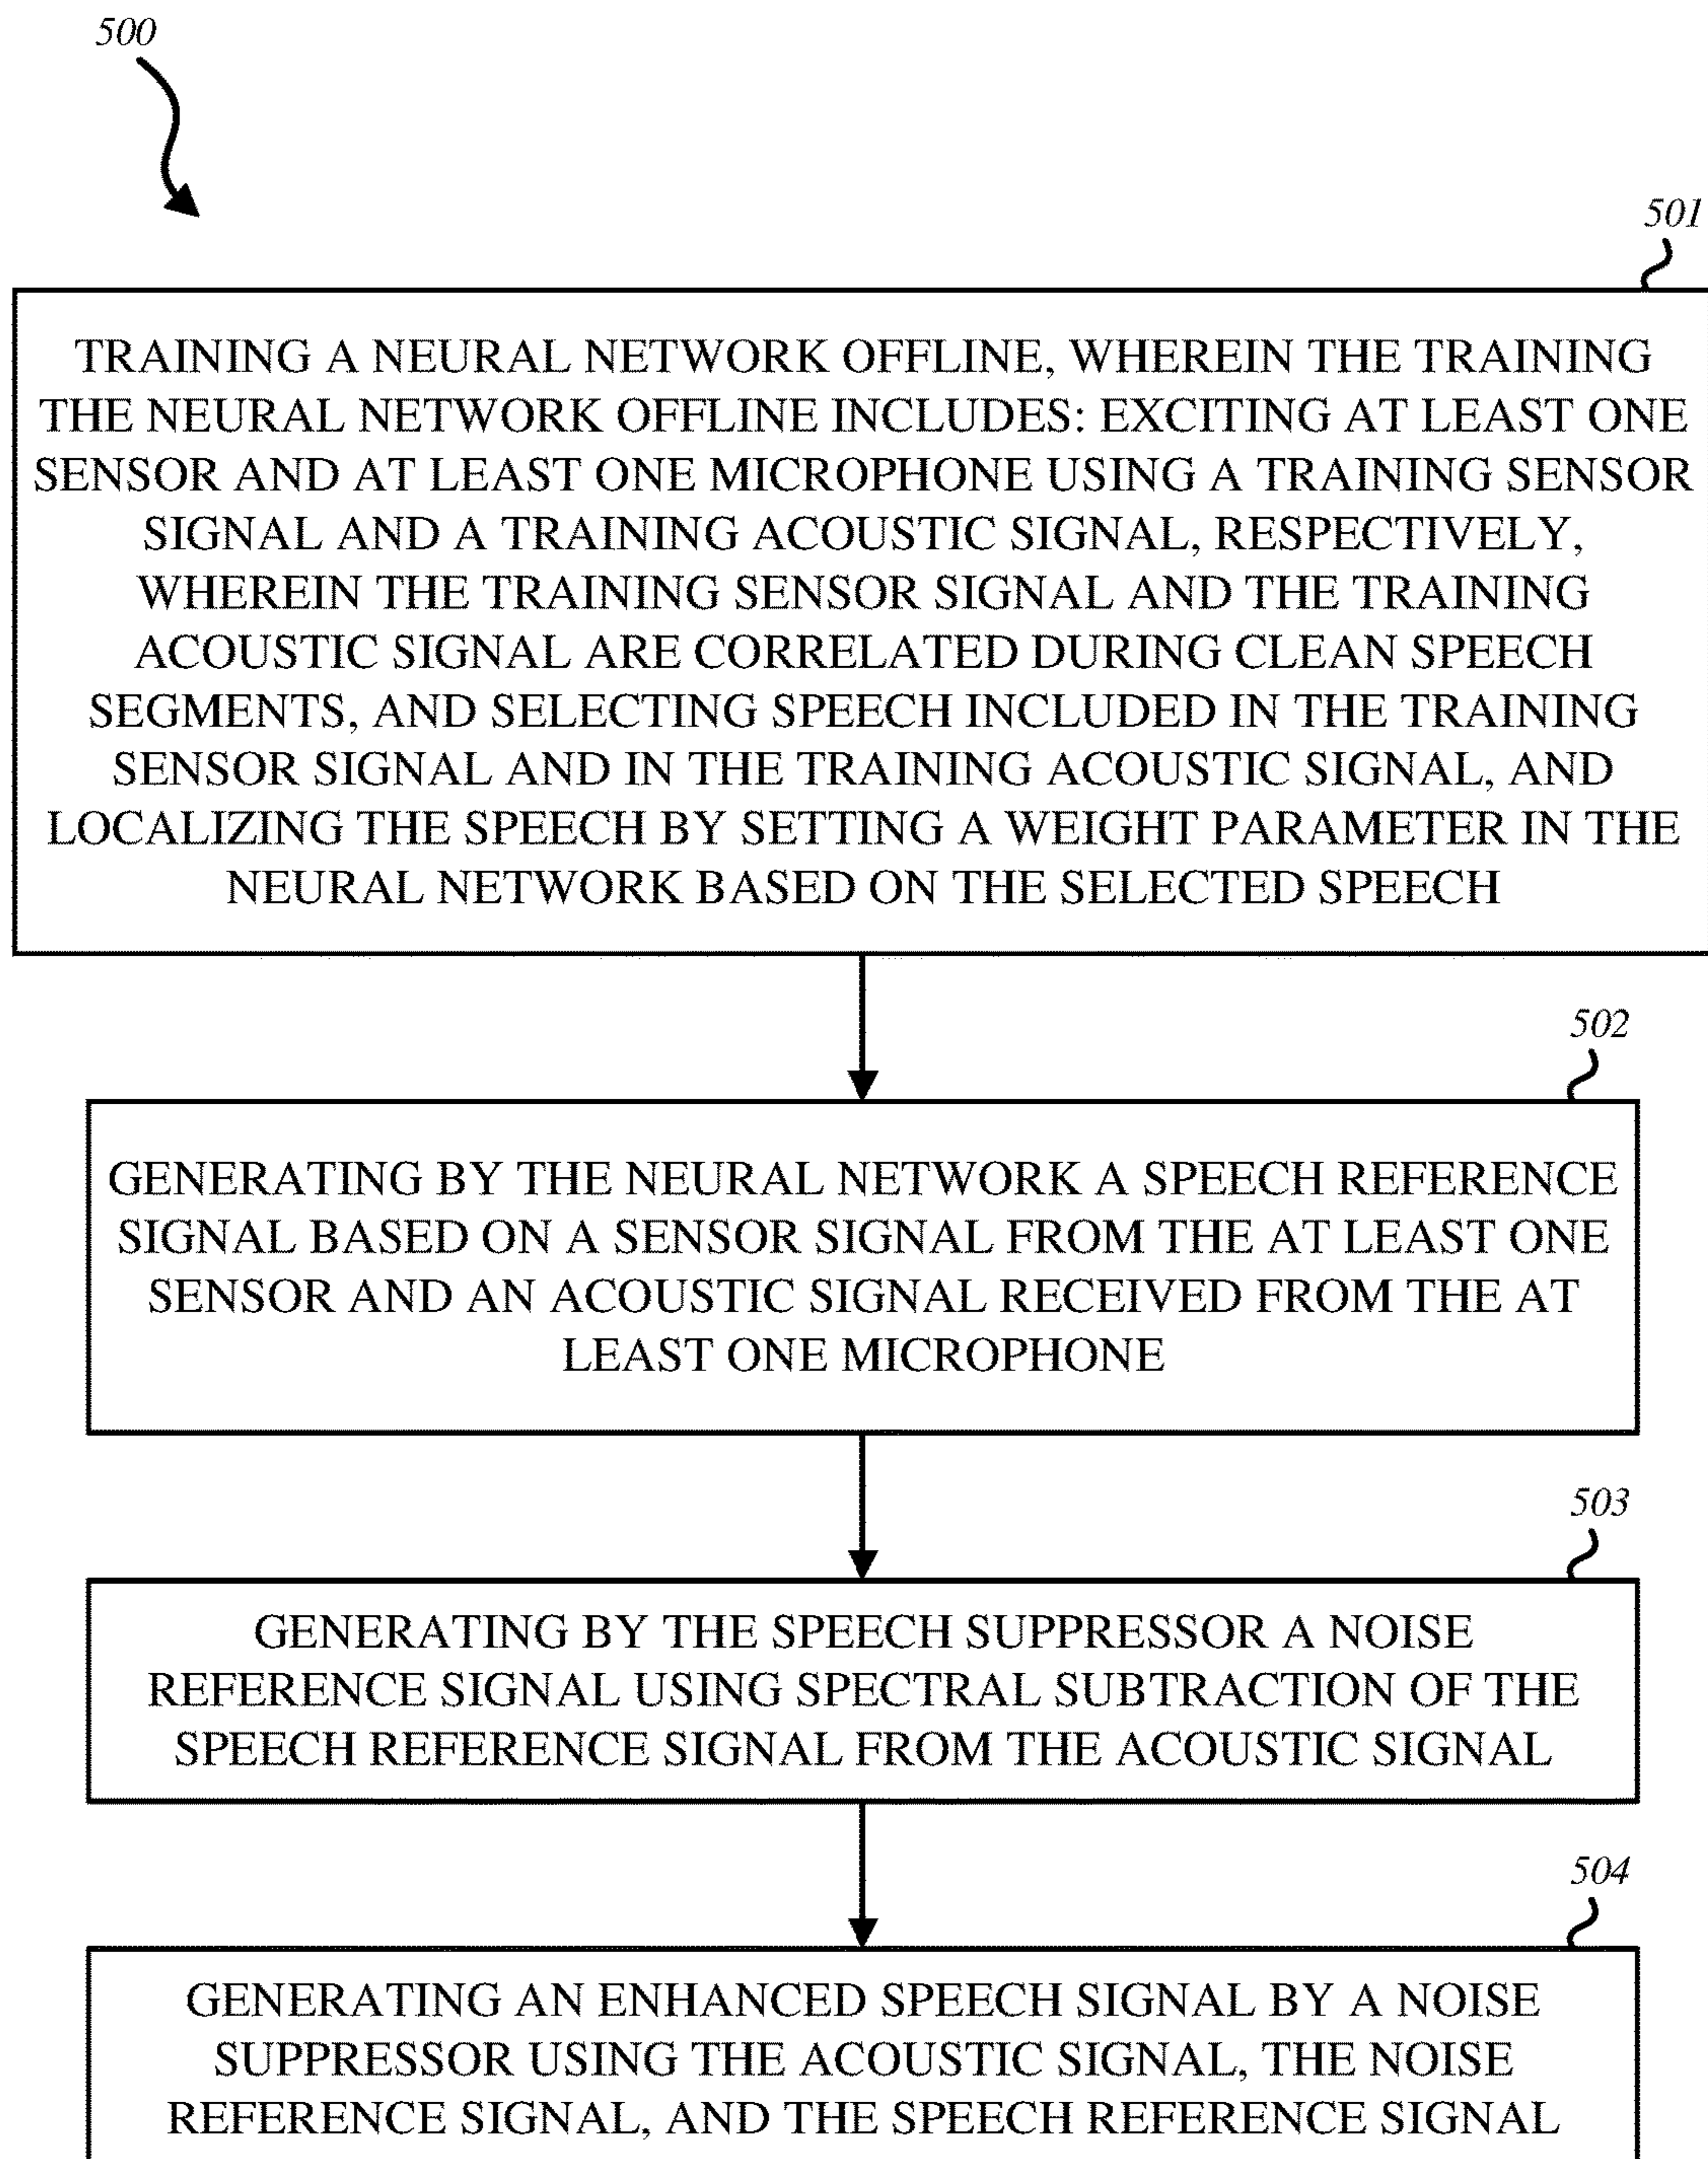 500
501
TRAINING A NEURAL NETWORK OFFLINE, WHEREIN THE TRAINING
THE NEURAL NETWORK OFFLINE INCLUDES: EXCITING AT LEAST ONE
SENSOR AND AT LEAST ONE MICROPHONE USING A TRAINING SENSOR
SIGNAL AND A TRAINING ACOUSTIC SIGNAL, RESPECTIVELY,
WHEREIN THE TRAINING SENSOR SIGNAL AND THE TRAINING
ACOUSTIC SIGNAL ARE CORRELATED DURING CLEAN SPEECH
SEGMENTS, AND SELECTING SPEECH INCLUDED IN THE TRAINING
SENSOR SIGNAL AND IN THE TRAINING ACOUSTIC SIGNAL, AND
LOCALIZING THE SPEECH BY SETTING A WEIGHT PARAMETER IN THE
NEURAL NETWORK BASED ON THE SELECTED SPEECH
502
GENERATING BY THE NEURAL NETWORK A SPEECH REFERENCE
SIGNAL BASED ON A SENSOR SIGNAL FROM THE AT LEAST ONE
SENSOR AND AN ACOUSTIC SIGNAL RECEIVED FROM THE AT
LEAST ONE MICROPHONE
503
GENERATING BY THE SPEECH SUPPRESSOR A NOISE
REFERENCE SIGNAL USING SPECTRAL SUBTRACTION OF THE
SPEECH REFERENCE SIGNAL FROM THE ACOUSTIC SIGNAL
504
GENERATING AN ENHANCED SPEECH SIGNAL BY A NOISE
SUPPRESSOR USING THE ACOUSTIC SIGNAL, THE NOISE
REFERENCE SIGNAL, AND THE SPEECH REFERENCE SIGNAL